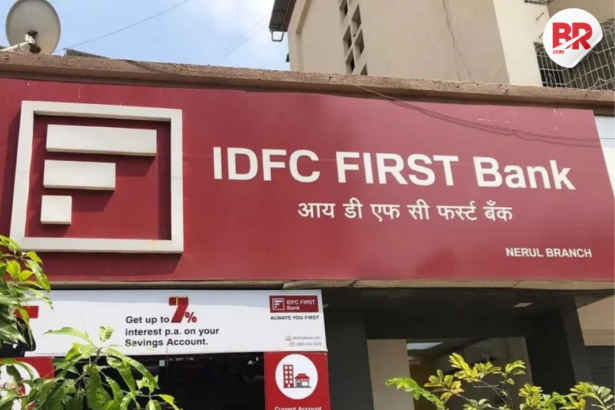 BR
.COM
IDFC FIRST Bank
आय डी एफ सी फर्स्ट बँक
NERUL BRANCH
Get up to 7%
interest p.a. on your
Savings Account.
IDFC FIRST
Bank
ALWAYS YOU FIRST
Current Account